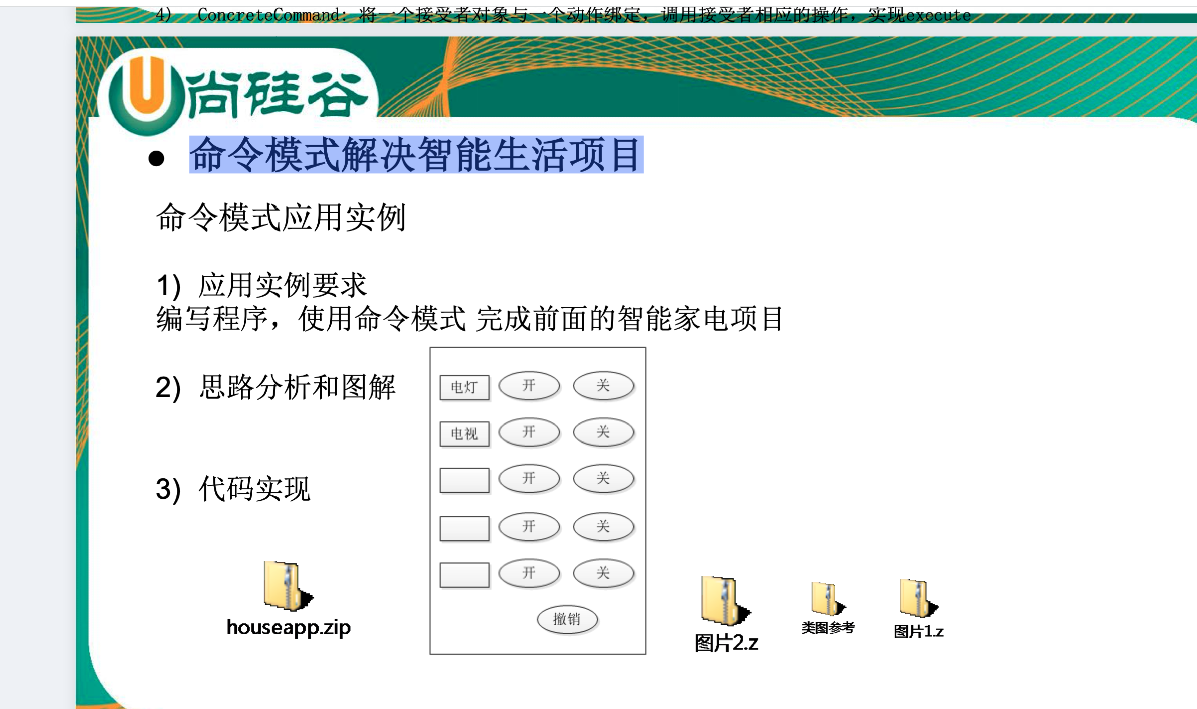 4) ConcreteCommand: 将一个接受者对象与一个动作绑定，调用接受者相应的操作，实现execute
U尚硅谷
● 命令模式解决智能生活项目
命令模式应用实例
1) 应用实例要求
编写程序，使用命令模式 完成前面的智能家电项目
2) 思路分析和图解
电灯 开 关
电视 开 关
开 关
3) 代码实现
开 关
开 关
撤销
houseapp.zip
图片2.z
类图参考
图片1.z